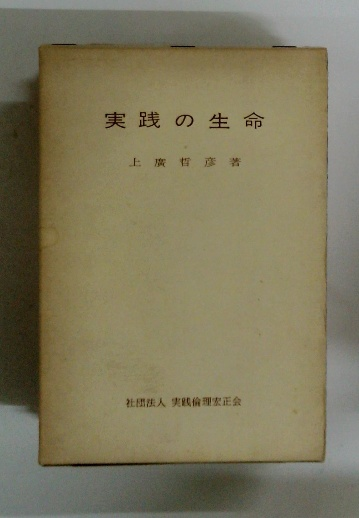 実践の生命
上廣哲彦著
社団法人 実践倫理宏正会